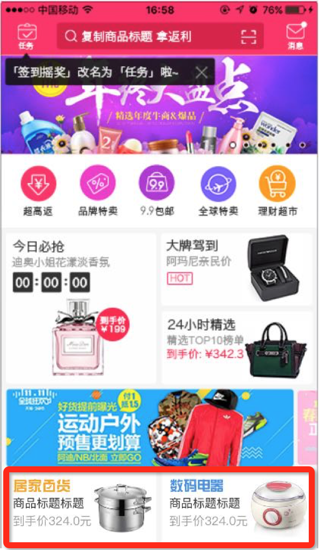 中国移动
16:58
任务
复制商品标题 拿返利
消息
「签到摇奖」改名为「任务」啦~
年终大盘点
精选年度牛商&爆品
超高返
品牌特卖
9.9
9.9包邮
全球特卖
理财超市
今日必抢
迪奥小姐花漾淡香氛
00:00:00
到手价
¥199
大牌驾到
阿玛尼亲民价
HOT
24小时精选
精选TOP10榜单
到手价: ¥342.3
好货提前曝光
运动户外
预售更划算
阿迪/NB/北面 立即GO
居家百货
商品标题标题
到手价324.0元
数码电器
商品标题标题
到手价324.0元